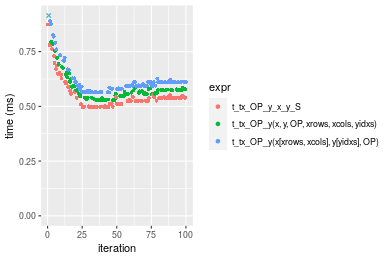 time (ms)
0.75
0.50
0.25
0.00
0 25 50 75 100
iteration
expr
t_tx_OP_y_x_y_S
t_tx_OP_y(x, y, OP, xrows, xcols, yidxs)
t_tx_OP_y(x[xrows, xcols], y[yidxs], OP)